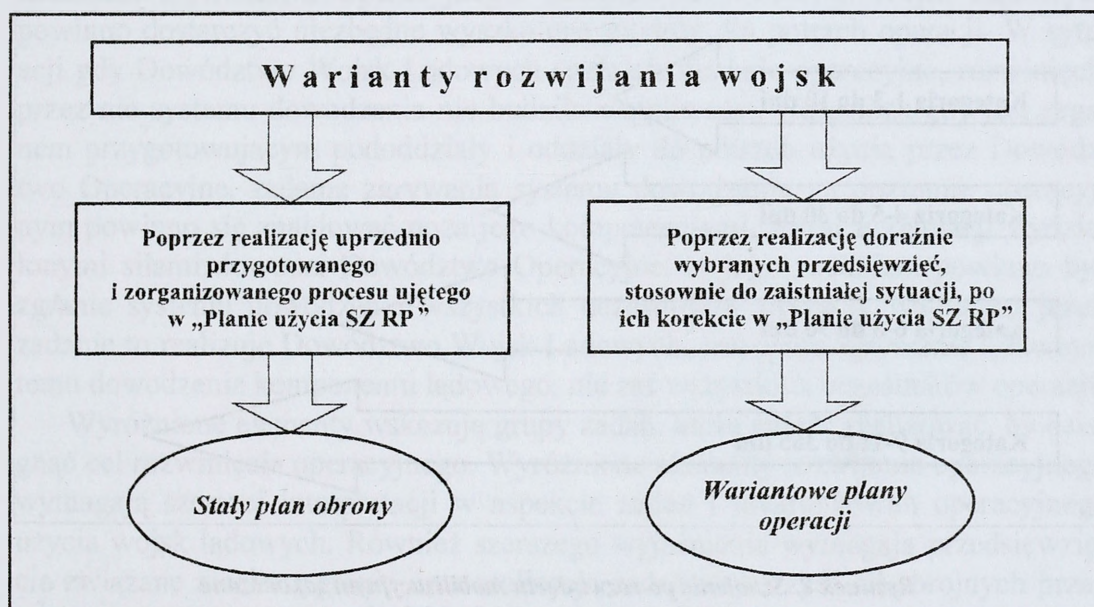 Warianty rozwijania wojsk
Poprzez realizację uprzednio
przygotowanego
i zorganizowanego procesu ujętego
w „Planie użycia SZ RP”
Poprzez realizację doraźnie
wybranych przedsięwzięć,
stosownie do zaistniałej sytuacji, po
ich korekcie w „Planie użycia SZ RP”
Stały plan obrony
Wariantowe plany
operacji